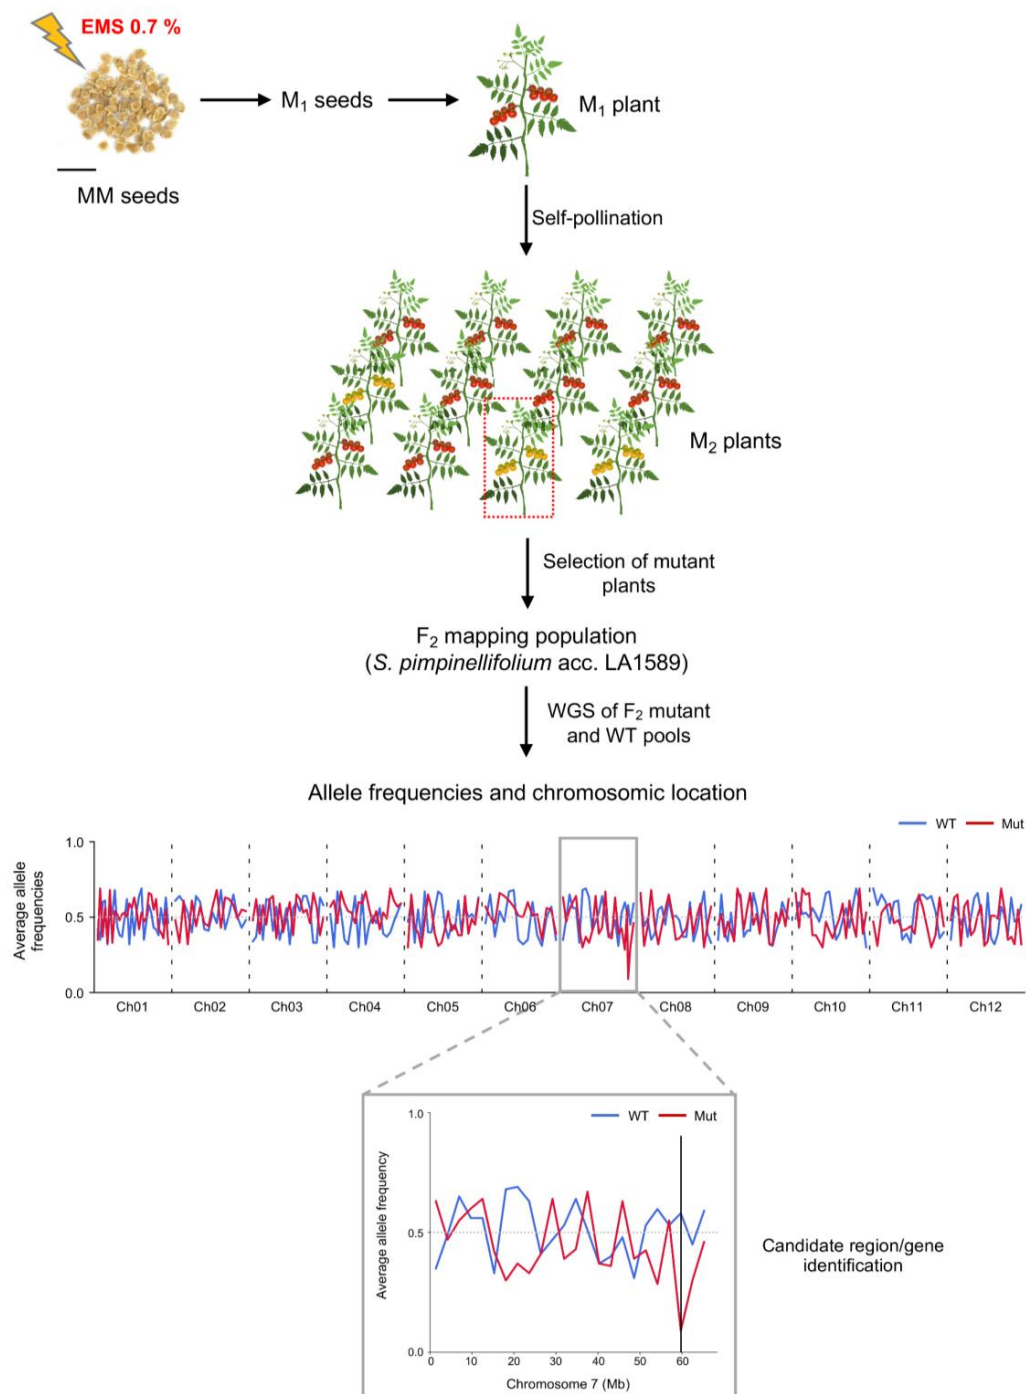 EMS 0.7 %
MM seeds
M₁ seeds
M₁ plant
Self-pollination
M₂ plants
Selection of mutant
plants
F₂ mapping population
(S. pimpinellifolium acc. LA1589)
WGS of F₂ mutant
and WT pools
Allele frequencies and chromosomic location
WT Mut
Average allele
frequencies
1.0
0.5
0.0
Ch01 Ch02 Ch03 Ch04 Ch05 Ch06 Ch07 Ch08 Ch09 Ch10 Ch11 Ch12
WT Mut
Average allele frequency
1.0
0.5
0.0
0 10 20 30 40 50 60
Chromosome 7 (Mb)
Candidate region/gene
identification